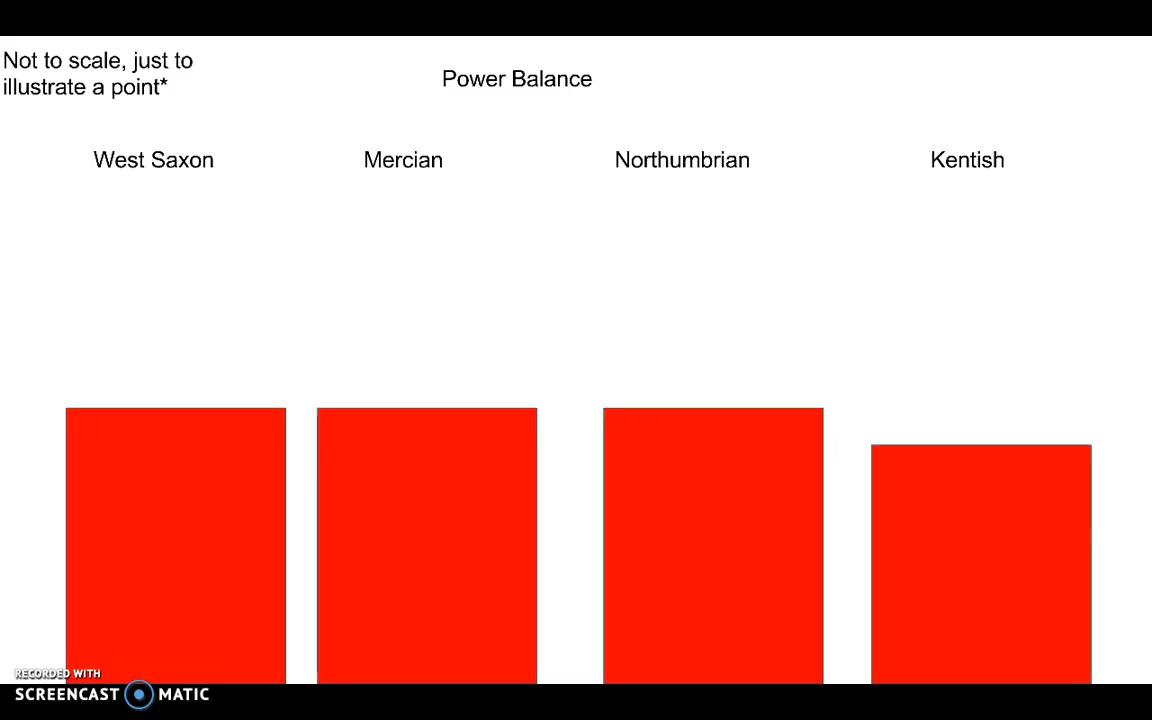 Not to scale, just to
illustrate a point*
Power Balance
West Saxon
Mercian
Northumbrian
Kentish
RECORDED WITH
SCREENCAST MATIC